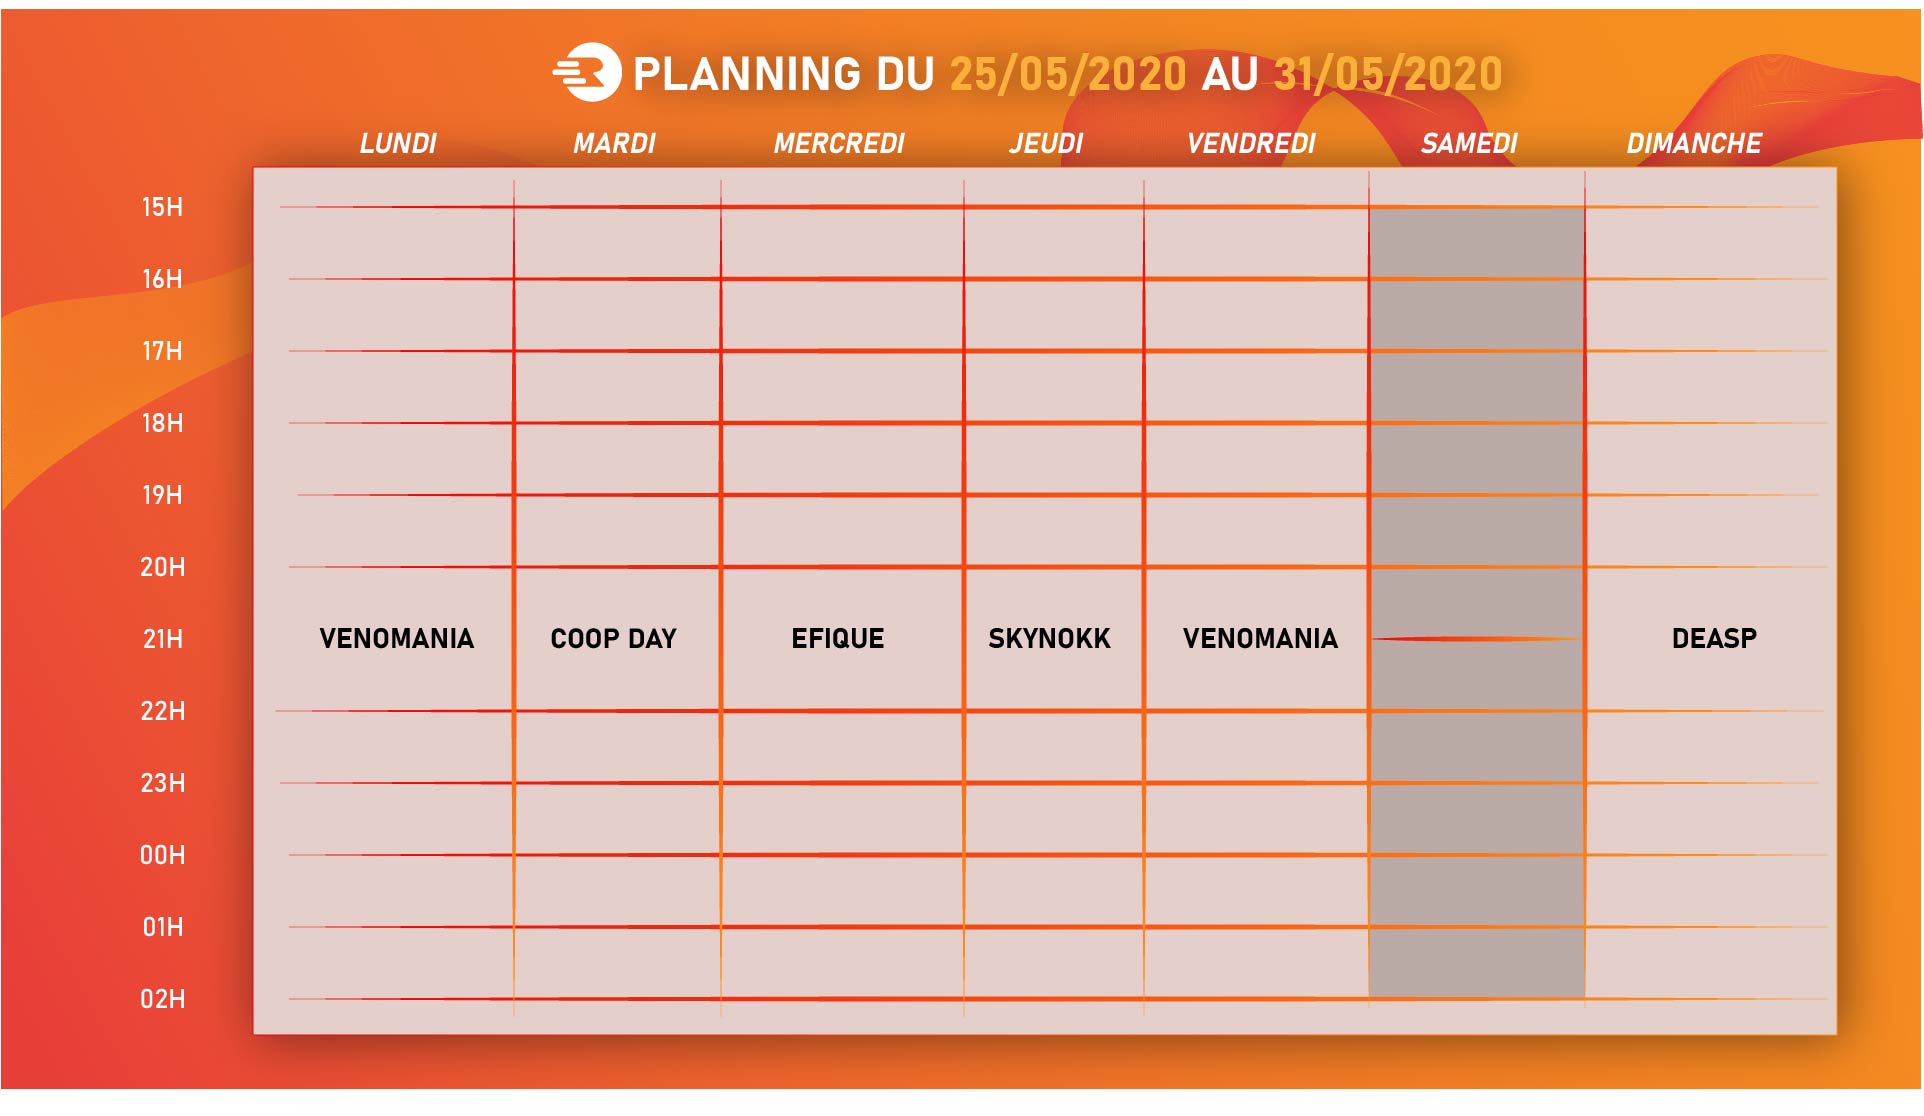 PLANNING DU 25/05/2020 AU 31/05/2020
LUNDI MARDI MERCREDI JEUDI VENDREDI SAMEDI DIMANCHE
15H
16H
17H
18H
19H
20H
21H VENOMANIA COOP DAY EFIQUE SKYNOKK VENOMANIA DEASP
22H
23H
00H
01H
02H